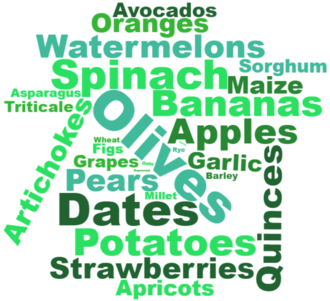 Avocados
Oranges
Watermelons
Spinach
Sorghum
Asparagus
Maize
Triticale
Bananas
Olives
Artichokes
Apples
Wheat
Rye
Figs
Grapes
Garlic
Pears
Barley
Millet
Quinces
Dates
Potatoes
Strawberries
Apricots